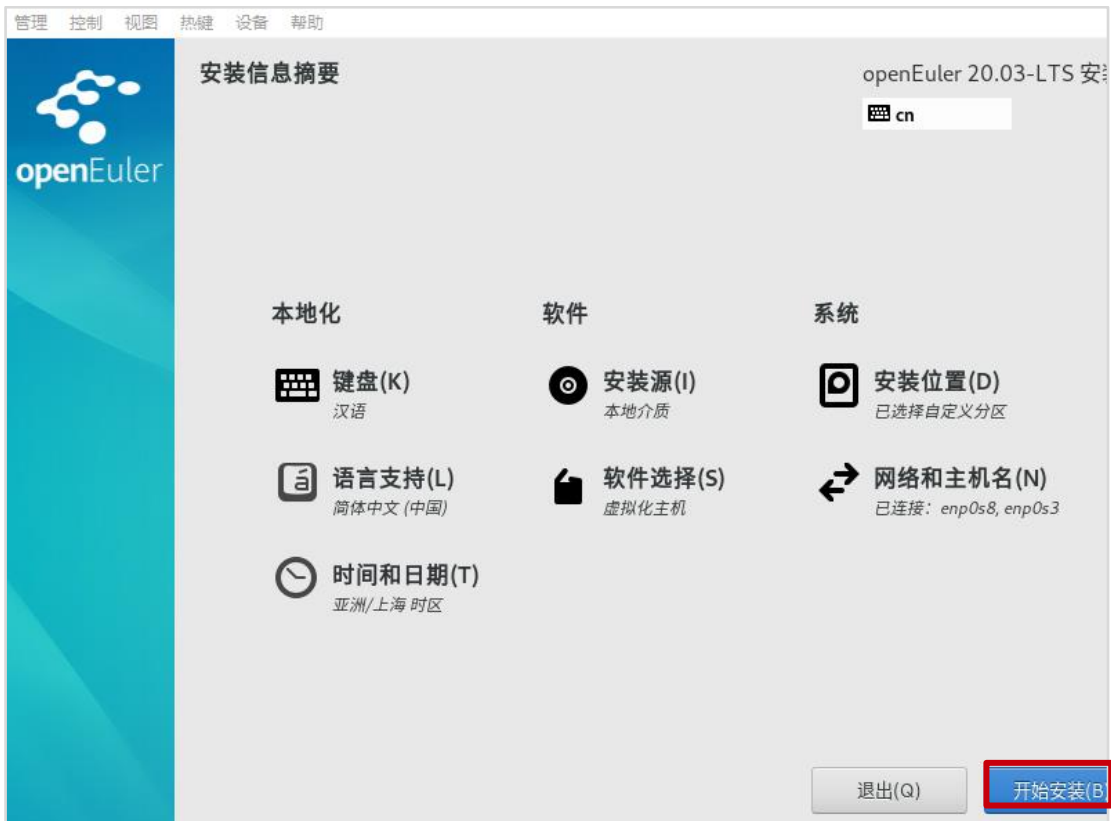 管理 控制 视图 热键 设备 帮助
openEuler
安装信息摘要
openEuler 20.03-LTS 安
cn
本地化
键盘(K)
汉语
语言支持(L)
简体中文 (中国)
时间和日期(T)
亚洲/上海 时区
软件
安装源(I)
本地介质
软件选择(S)
虚拟化主机
系统
安装位置(D)
已选择自定义分区
网络和主机名(N)
已连接：enp0s8, enp0s3
退出(Q)
开始安装(B